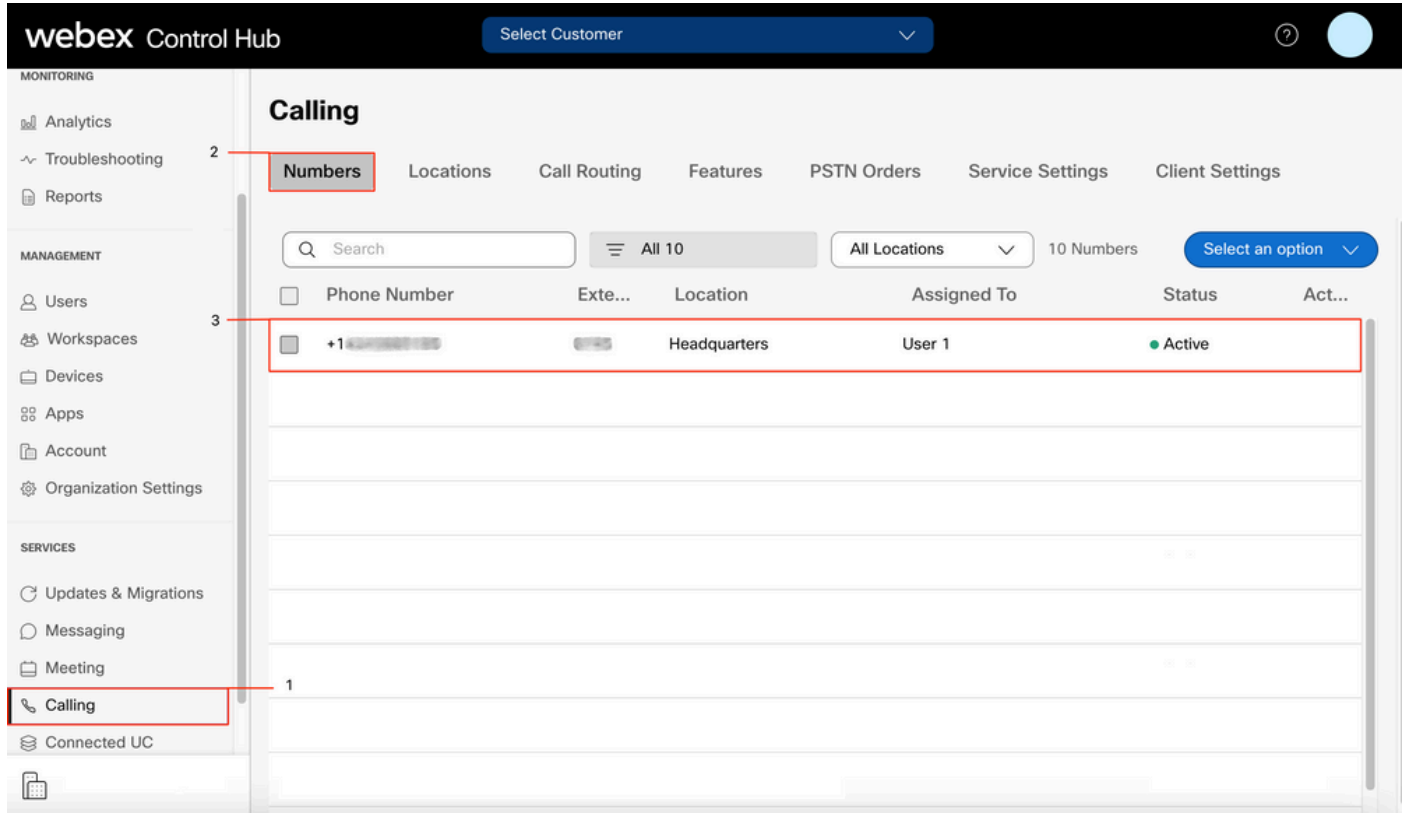 webex Control Hub
Select Customer
?
MONITORING
Analytics
Troubleshooting
Reports
MANAGEMENT
Users
Workspaces
Devices
Apps
Account
Organization Settings
SERVICES
Updates & Migrations
Messaging
Meeting
Calling
Connected UC
1
2
3
Calling
Numbers Locations Call Routing Features PSTN Orders Service Settings Client Settings
Search All 10 All Locations 10 Numbers Select an option
Phone Number Exte... Location Assigned To Status Act...
+1 Headquarters User 1 Active